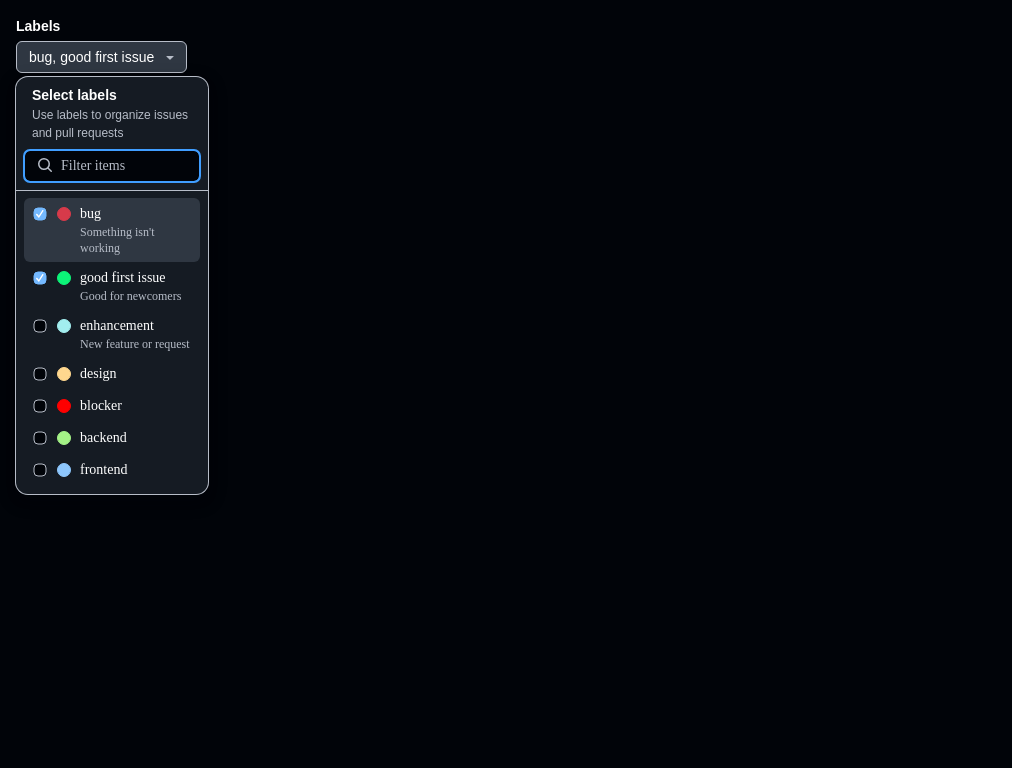 Labels
bug, good first issue
Select labels
Use labels to organize issues
and pull requests
Filter items
bug
Something isn't
working
good first issue
Good for newcomers
enhancement
New feature or request
design
blocker
backend
frontend